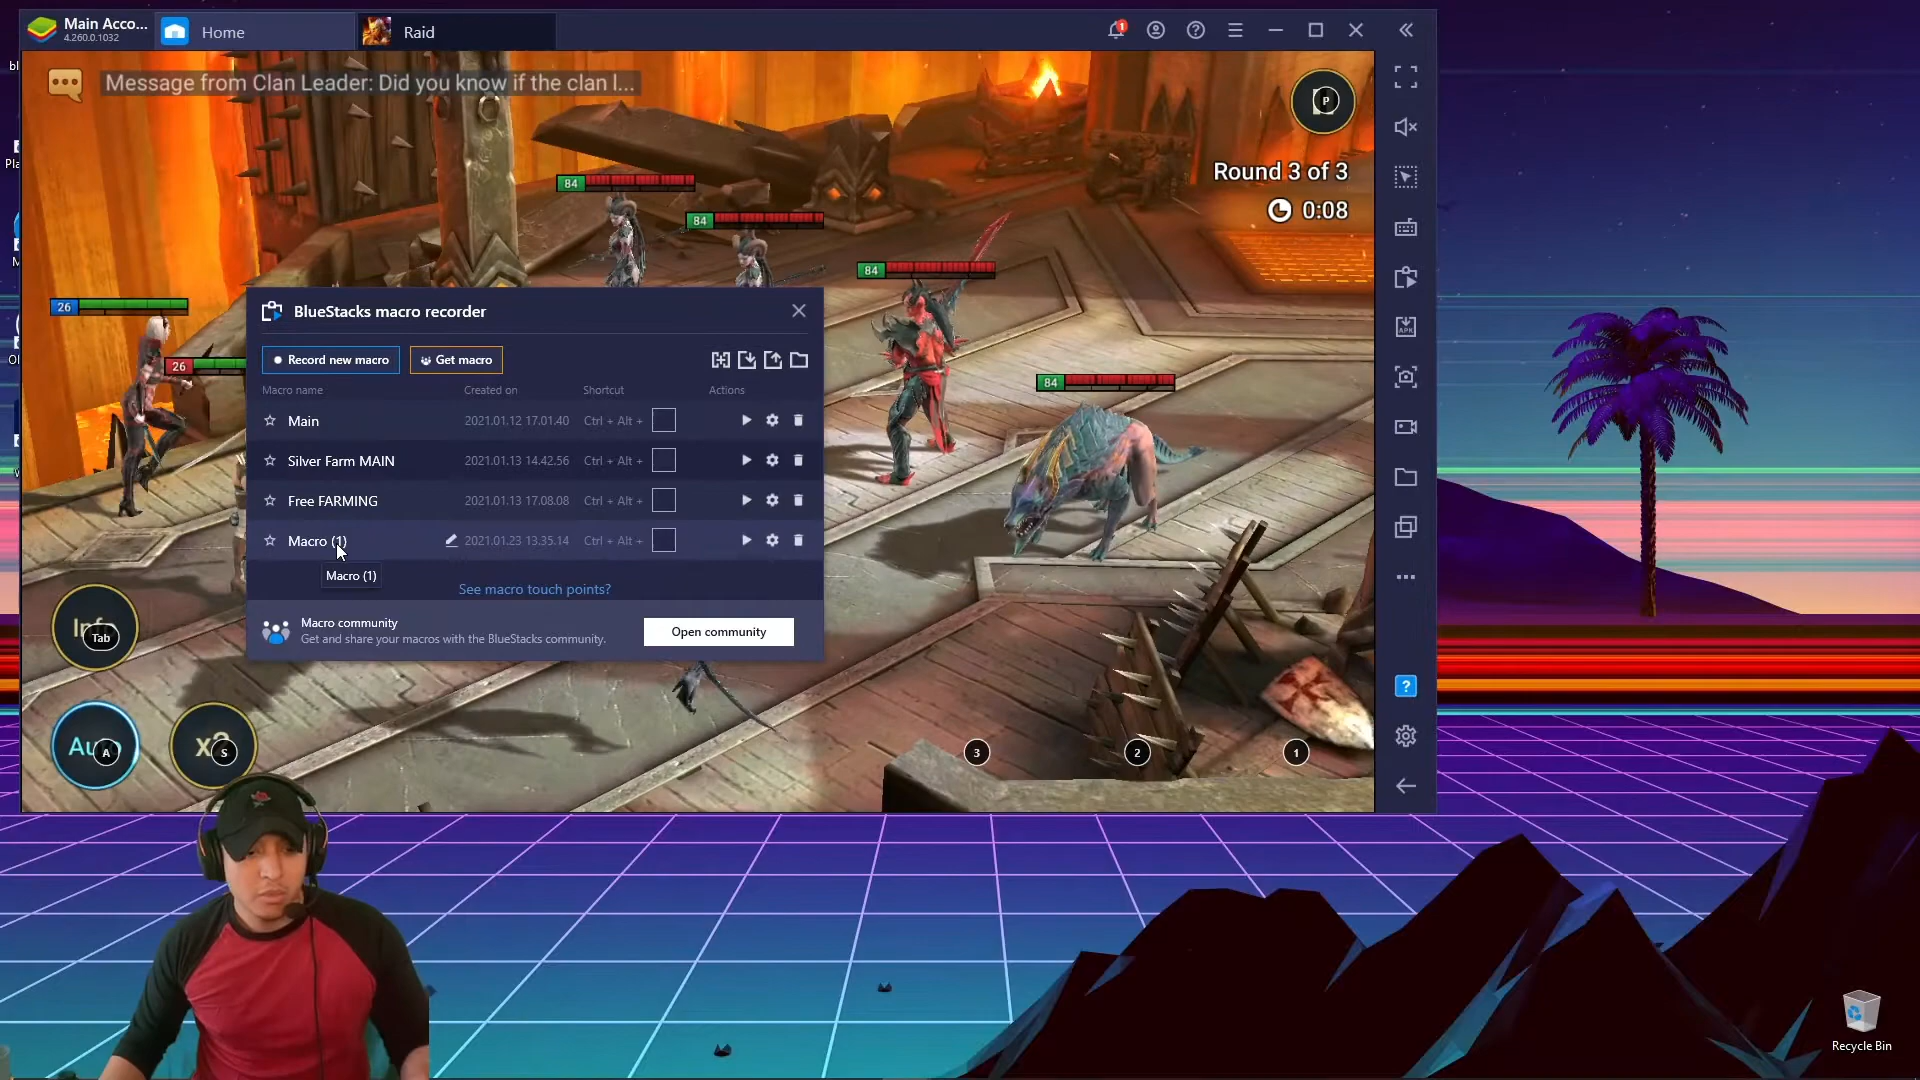 Main Acco...
4.260.0.1032
Home
Raid
1
Message from Clan Leader: Did you know if the clan l...
P
Round 3 of 3
0:08
84
84
84
84
26
26
BlueStacks macro recorder
Record new macro
Get macro
Macro name Created on Shortcut Actions
Main 2021.01.12 17.01.40 Ctrl + Alt +
Silver Farm MAIN 2021.01.13 14.42.56 Ctrl + Alt +
Free FARMING 2021.01.13 17.08.08 Ctrl + Alt +
Macro (1) 2021.01.23 13.35.14 Ctrl + Alt +
Macro (1)
See macro touch points?
Macro community
Get and share your macros with the BlueStacks community.
Open community
APK
Tab
A
S
3
2
1
?
Recycle Bin